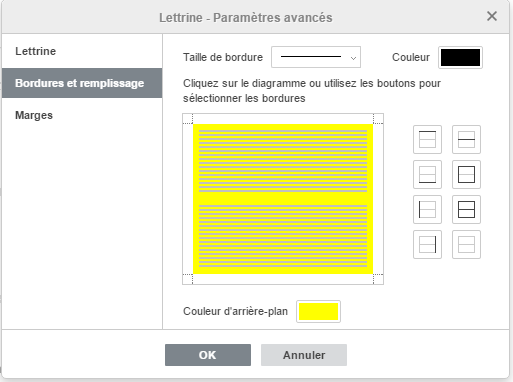 Lettrine - Paramètres avancés
Lettrine
Bordures et remplissage
Marges
Taille de bordure
Couleur
Cliquez sur le diagramme ou utilisez les boutons pour
sélectionner les bordures
Couleur d'arrière-plan
OK
Annuler